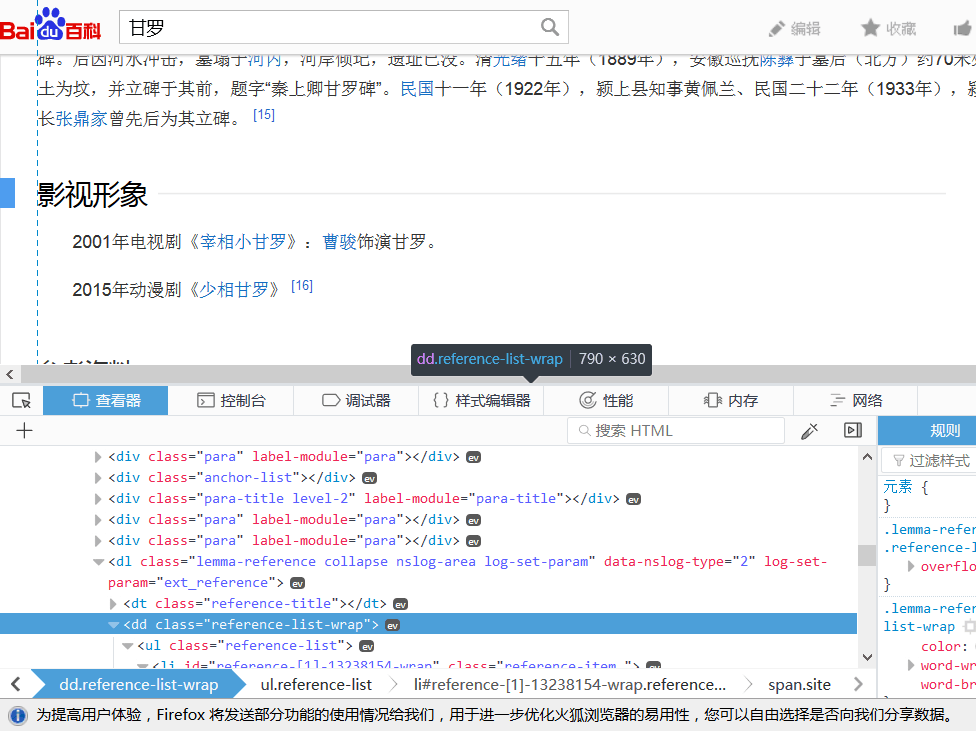 Bai du 百科
甘罗
编辑
收藏
碑。后因河水冲击，墓塌于河内，河岸倾圮，遗址已没。清光绪十五年（1889年），安徽巡抚陈彝于墓后（北方）约70米
土为坟，并立碑于其前，题字“秦上卿甘罗碑”。民国十一年（1922年），颍上县知事黄佩兰、民国二十二年（1933年），
长张鼎家曾先后为其立碑。 [15]
影视形象
2001年电视剧《宰相小甘罗》：曹骏饰演甘罗。
2015年动漫剧《少相甘罗》 [16]
dd.reference-list-wrap 790 × 630
查看器
控制台
调试器
{ } 样式编辑器
性能
内存
网络
+
搜索 HTML
规则
过滤样式
<div class="para" label-module="para"></div> ev
<div class="anchor-list"></div> ev
<div class="para-title level-2" label-module="para-title"></div> ev
<div class="para" label-module="para"></div> ev
<div class="para" label-module="para"></div> ev
<dl class="lemma-reference collapse nslog-area log-set-param" data-nslog-type="2" log-set-
param="ext_reference"> ev
<dt class="reference-title"></dt> ev
<dd class="reference-list-wrap"> ev
<ul class="reference-list"> ev
<li id="reference-[1]-13238154-wrap" class="reference-item "> ev
元素 {
}
.lemma-refer
.reference-l
overflo
}
.lemma-refer
list-wrap
color:
word-wr
word-br
dd.reference-list-wrap
ul.reference-list
li#reference-[1]-13238154-wrap.reference...
span.site
为提高用户体验，Firefox 将发送部分功能的使用情况给我们，用于进一步优化火狐浏览器的易用性，您可以自由选择是否向我们分享数据。